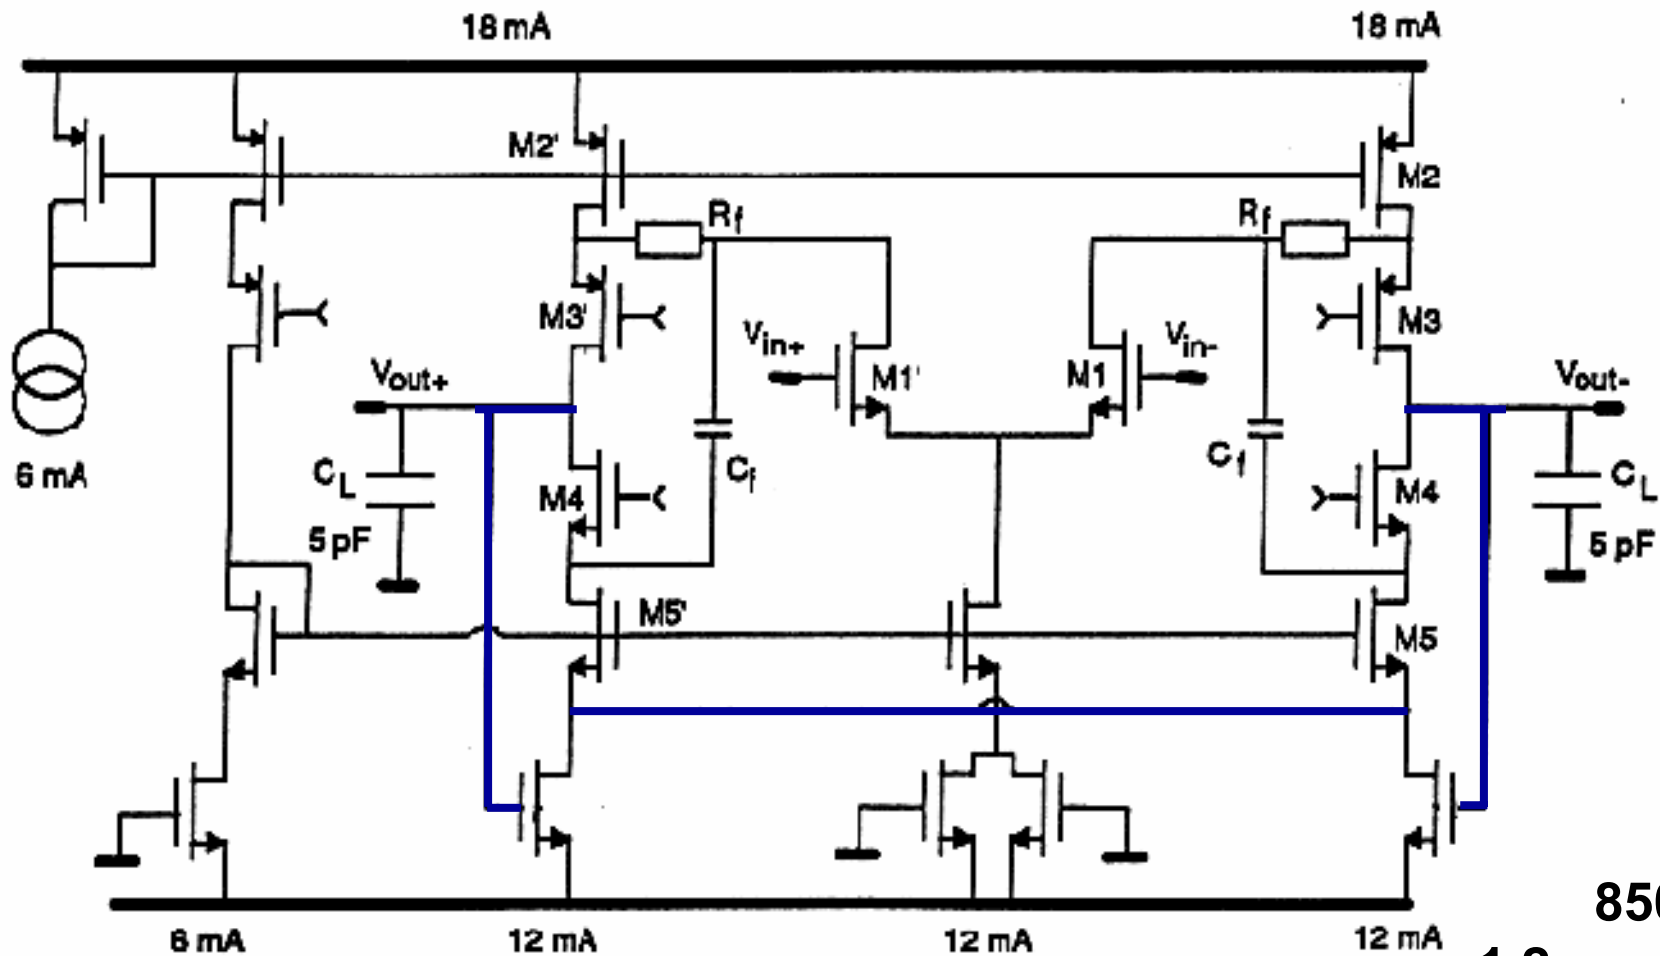 18 mA
18 mA
M2'
M2
Rf
Rf
M3'
M3
Vin+
Vin-
M1'
M1
Vout+
Vout-
6 mA
CL
5 pF
M4
Cf
Cf
M4
CL
5 pF
M5'
M5
6 mA
12 mA
12 mA
12 mA